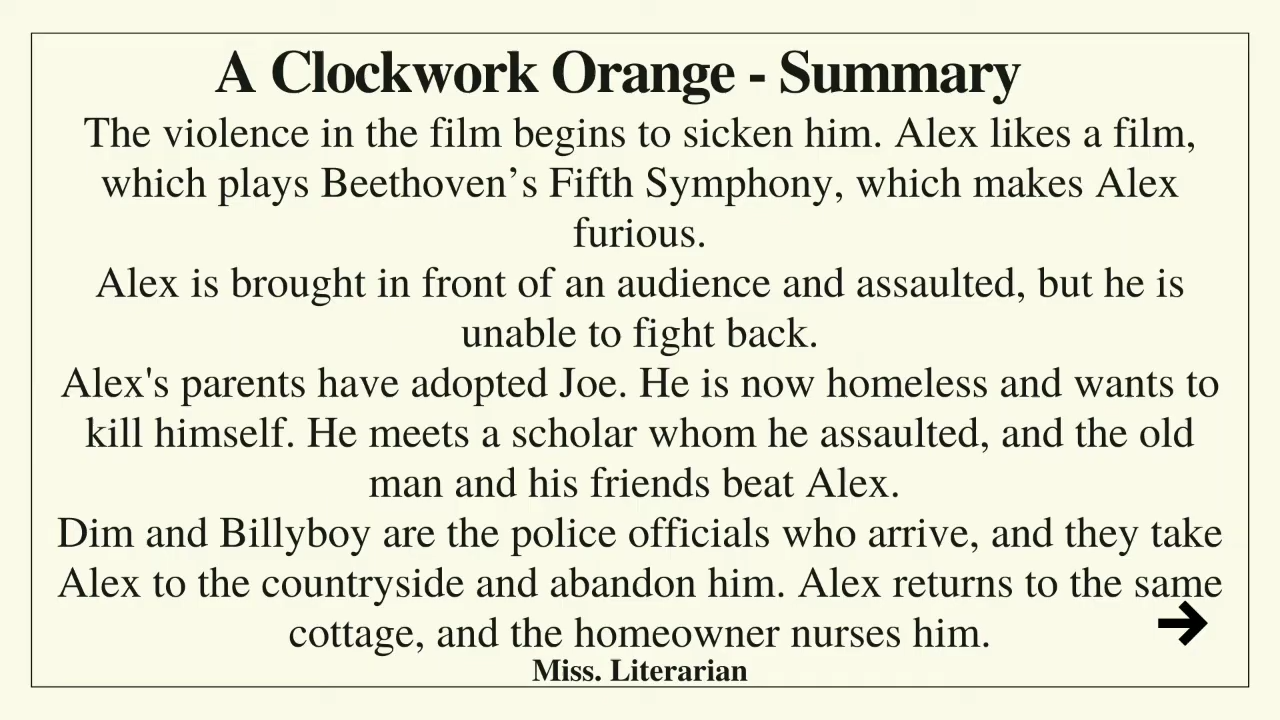 A Clockwork Orange - Summary
The violence in the film begins to sicken him. Alex likes a film,
which plays Beethoven’s Fifth Symphony, which makes Alex
furious.
Alex is brought in front of an audience and assaulted, but he is
unable to fight back.
Alex's parents have adopted Joe. He is now homeless and wants to
kill himself. He meets a scholar whom he assaulted, and the old
man and his friends beat Alex.
Dim and Billyboy are the police officials who arrive, and they take
Alex to the countryside and abandon him. Alex returns to the same
cottage, and the homeowner nurses him.
Miss. Literarian